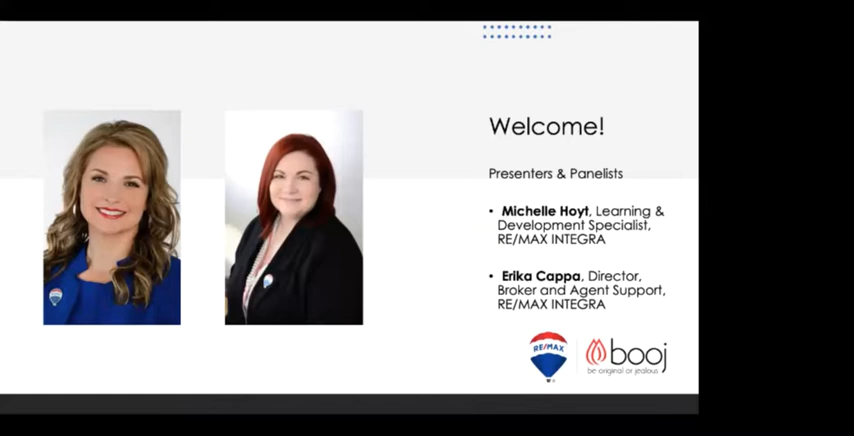 Welcome!
Presenters & Panelists
• Michelle Hoyt, Learning &
Development Specialist,
RE/MAX INTEGRA
• Erika Cappa, Director,
Broker and Agent Support,
RE/MAX INTEGRA
RE/MAX
booj
be original or jealous